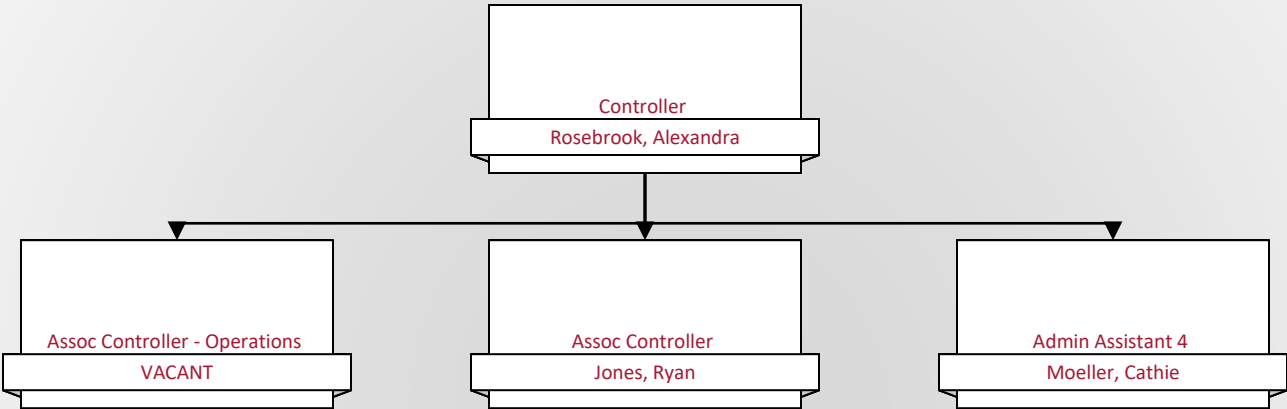 Controller
Rosebrook, Alexandra
Assoc Controller - Operations
VACANT
Assoc Controller
Jones, Ryan
Admin Assistant 4
Moeller, Cathie